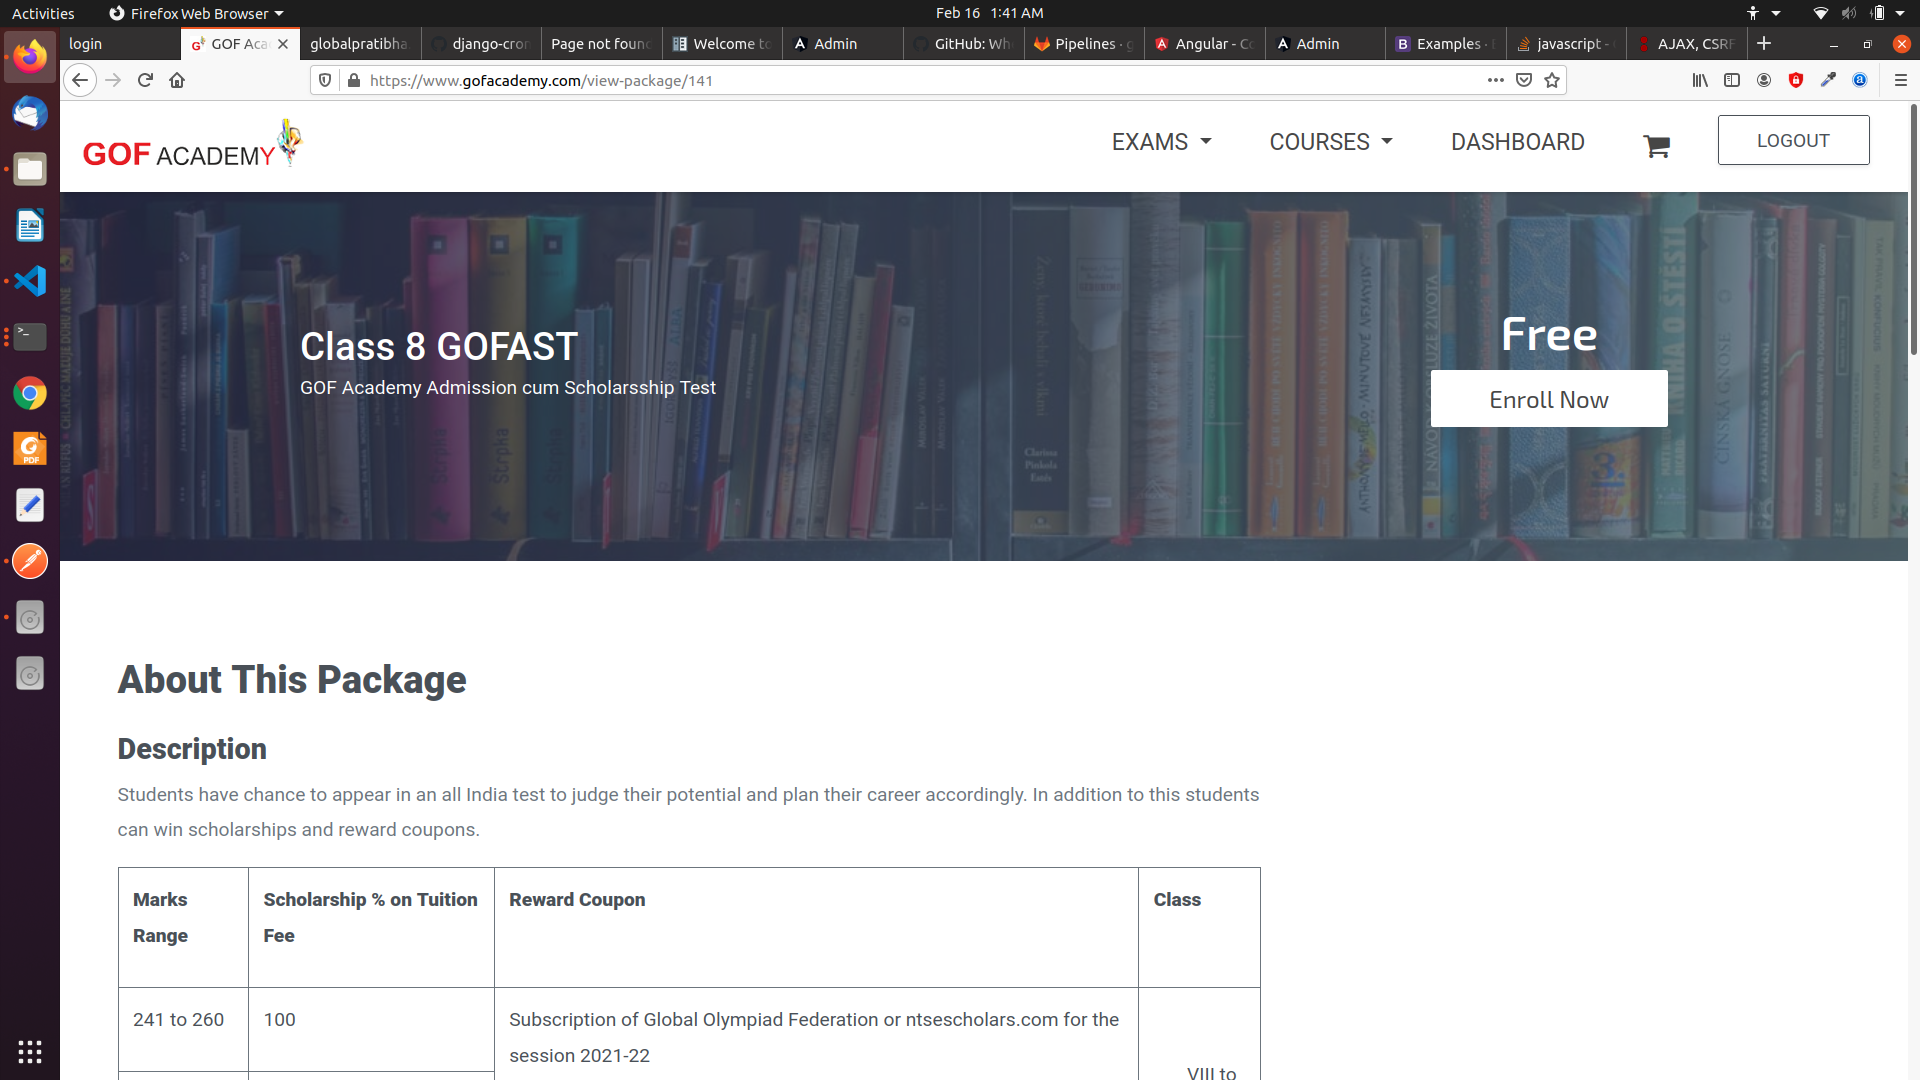 Activities
Firefox Web Browser
Feb 16 1:41 AM
login
GOF Aca
globalpratibha
django-cron
Page not foun
Welcome to
Admin
GitHub: Wh
Pipelines · g
Angular - Co
Admin
Examples ·
javascript -
AJAX, CSRF
https://www.gofacademy.com/view-package/141
GOF ACADEMY
EXAMS
COURSES
DASHBOARD
LOGOUT
Class 8 GOFAST
GOF Academy Admission cum Scholarsship Test
Free
Enroll Now
About This Package
Description
Students have chance to appear in an all India test to judge their potential and plan their career accordingly. In addition to this students
can win scholarships and reward coupons.
Marks
Range
Scholarship % on Tuition
Fee
Reward Coupon
Class
241 to 260
100
Subscription of Global Olympiad Federation or ntsescholars.com for the
session 2021-22
VIII to